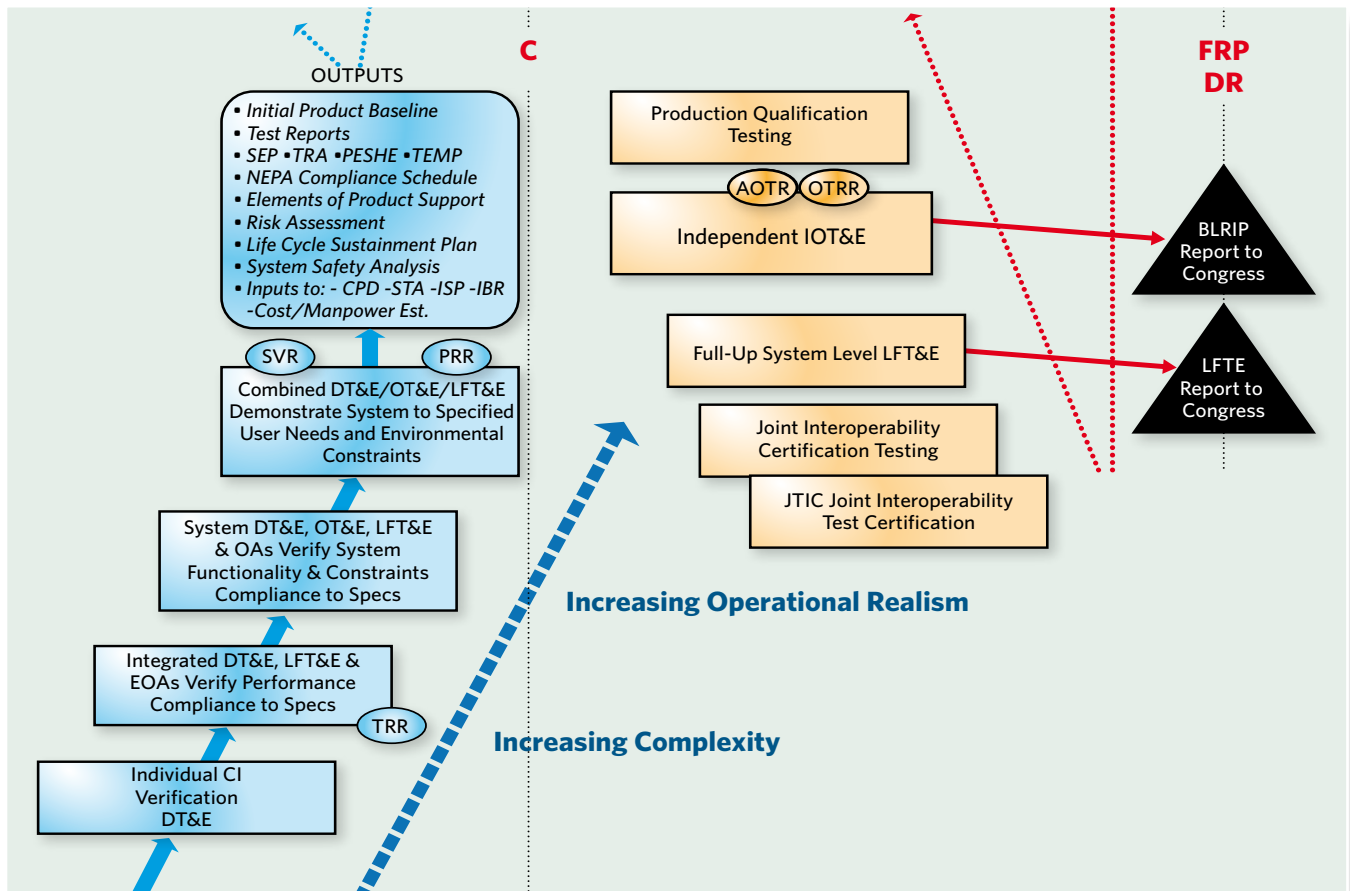 C
FRP
DR
OUTPUTS
• Initial Product Baseline
• Test Reports
• SEP •TRA •PESHE •TEMP
• NEPA Compliance Schedule
• Elements of Product Support
• Risk Assessment
• Life Cycle Sustainment Plan
• System Safety Analysis
• Inputs to: - CPD -STA -ISP -IBR
-Cost/Manpower Est.
SVR
PRR
Combined DT&E/OT&E/LFT&E
Demonstrate System to Specified
User Needs and Environmental
Constraints
System DT&E, OT&E, LFT&E
& OAs Verify System
Functionality & Constraints
Compliance to Specs
Integrated DT&E, LFT&E &
EOAs Verify Performance
Compliance to Specs
TRR
Individual CI
Verification
DT&E
Production Qualification
Testing
AOTR
OTRR
Independent IOT&E
Full-Up System Level LFT&E
Joint Interoperability
Certification Testing
JTIC Joint Interoperability
Test Certification
Increasing Operational Realism
Increasing Complexity
BLRIP
Report to
Congress
LFTE
Report to
Congress